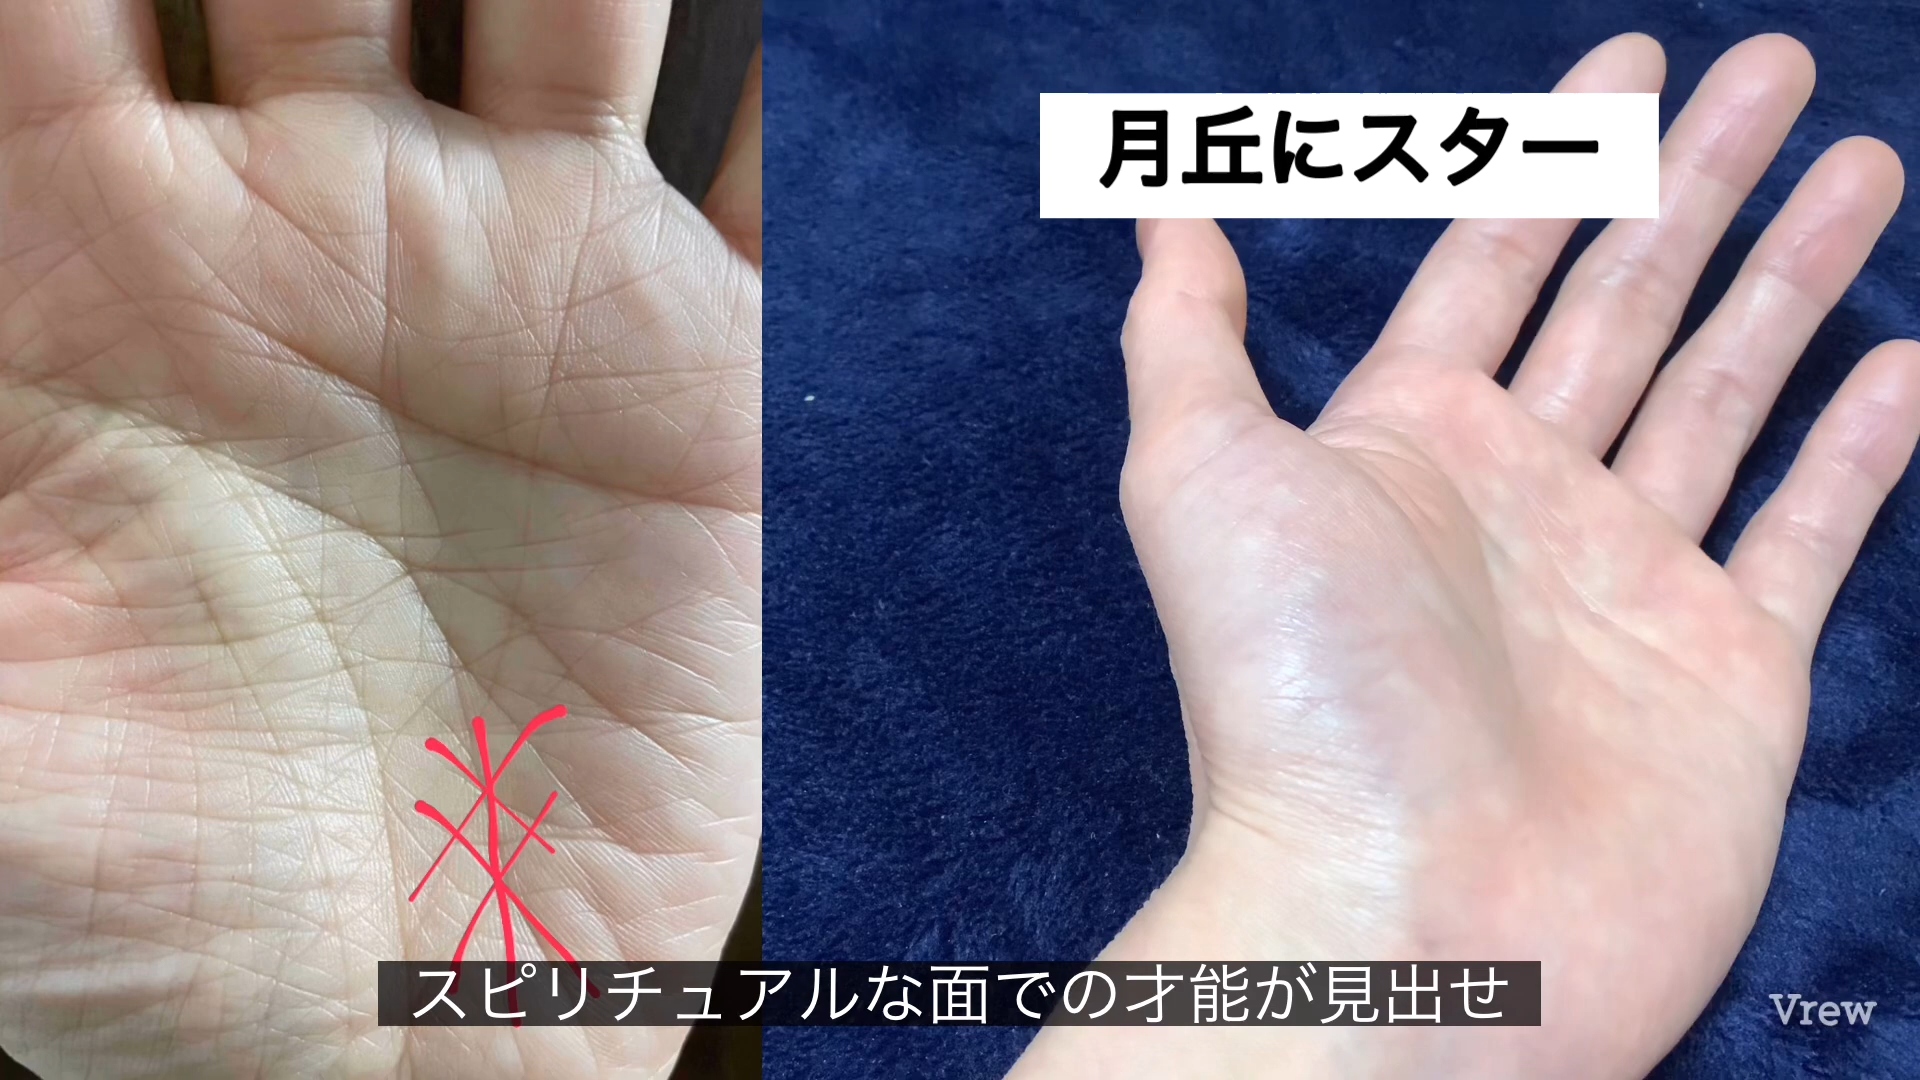 月丘にスター
スピリチュアルな面での才能が見出せ
Vrew